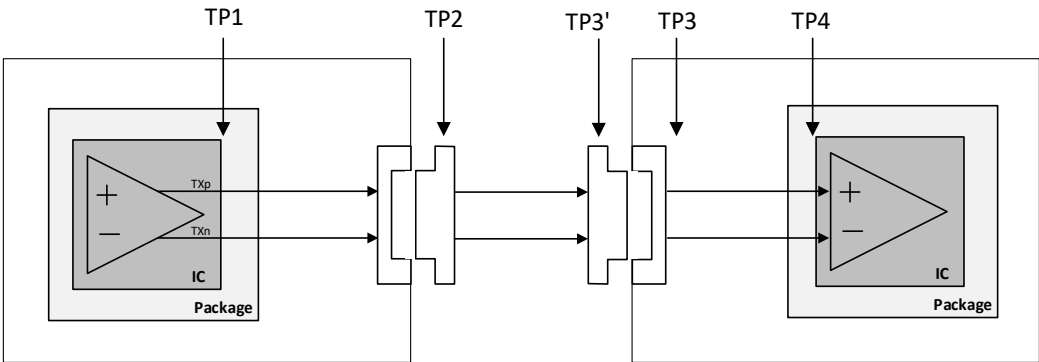 TP1
TP2
TP3'
TP3
TP4
TXp
+
−
TXn
IC
Package
+
−
IC
Package